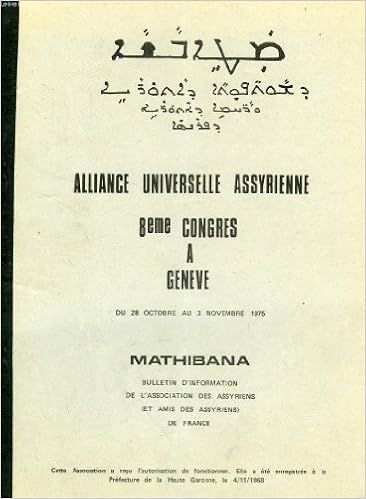 ܡܛܝܒܢܐ
ALLIANCE UNIVERSELLE ASSYRIENNE
8eme CONGRES
A
GENEVE
DU 28 OCTOBRE AU 3 NOVEMBRE 1975
MATHIBANA
BULLETIN D'INFORMATION
DE L'ASSOCIATION DES ASSYRIENS
(ET AMIS DES ASSYRIENS)
DE FRANCE
Cette Association a reçu l'autorisation de fonctionner. Elle a été enregistrée à la
Préfecture de la Haute Garonne, le 4/11/1968